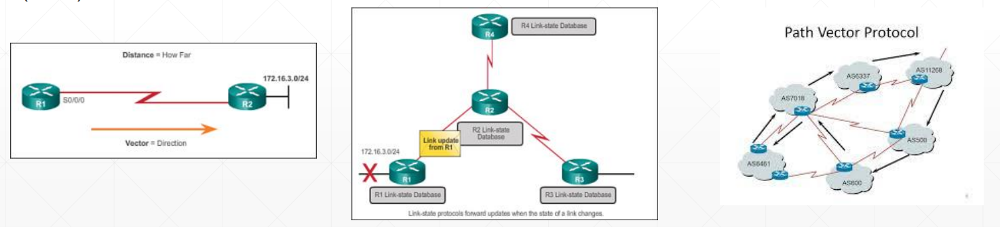 Distance = How Far
172.16.3.0/24
R1
S0/0/0
R2
Vector = Direction
R4
R4 Link-state Database
R2
R2 Link-state
Database
Link update
from R1
172.16.3.0/24
R1
R3
R1 Link-state Database
R3 Link-state Database
Link-state protocols forward updates when the state of a link changes.
Path Vector Protocol
AS6337
AS11268
AS7018
AS500
AS6461
AS600